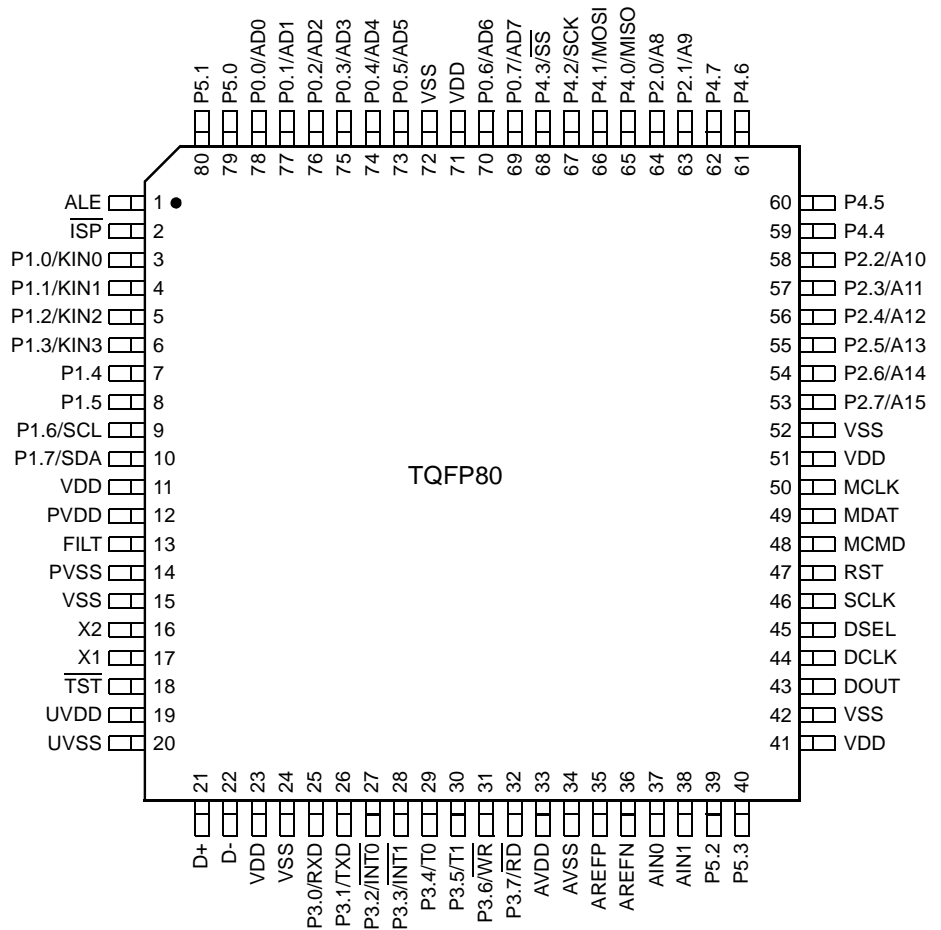 P5.1
P5.0
P0.0/AD0
P0.1/AD1
P0.2/AD2
P0.3/AD3
P0.4/AD4
P0.5/AD5
VSS
VDD
P0.6/AD6
P0.7/AD7
P4.3/SS
P4.2/SCK
P4.1/MOSI
P4.0/MISO
P2.0/A8
P2.1/A9
P4.7
P4.6
80
79
78
77
76
75
74
73
72
71
70
69
68
67
66
65
64
63
62
61
ALE 1
ISP 2
P1.0/KIN0 3
P1.1/KIN1 4
P1.2/KIN2 5
P1.3/KIN3 6
P1.4 7
P1.5 8
P1.6/SCL 9
P1.7/SDA 10
VDD 11
PVDD 12
FILT 13
PVSS 14
VSS 15
X2 16
X1 17
TST 18
UVDD 19
UVSS 20
TQFP80
60 P4.5
59 P4.4
58 P2.2/A10
57 P2.3/A11
56 P2.4/A12
55 P2.5/A13
54 P2.6/A14
53 P2.7/A15
52 VSS
51 VDD
50 MCLK
49 MDAT
48 MCMD
47 RST
46 SCLK
45 DSEL
44 DCLK
43 DOUT
42 VSS
41 VDD
21
22
23
24
25
26
27
28
29
30
31
32
33
34
35
36
37
38
39
40
D+
D-
VDD
VSS
P3.0/RXD
P3.1/TXD
P3.2/INT0
P3.3/INT1
P3.4/T0
P3.5/T1
P3.6/WR
P3.7/RD
AVDD
AVSS
AREFP
AREFN
AIN0
AIN1
P5.2
P5.3